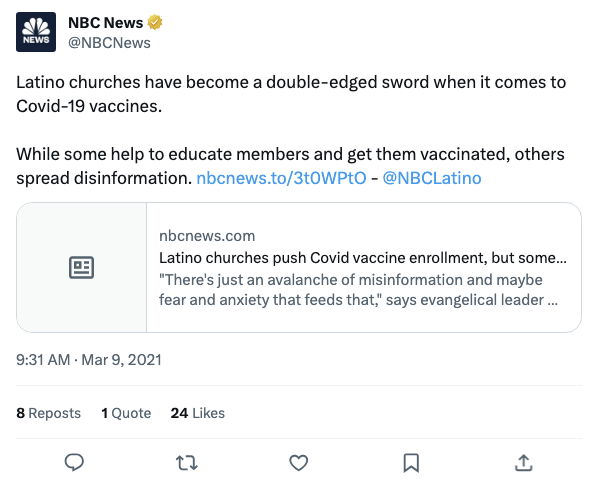 NBC News
NEWS
@NBCNews
Latino churches have become a double-edged sword when it comes to
Covid-19 vaccines.
While some help to educate members and get them vaccinated, others
spread disinformation. nbcnews.to/3t0WPtO - @NBCLatino
nbcnews.com
Latino churches push Covid vaccine enrollment, but some...
"There's just an avalanche of misinformation and maybe
fear and anxiety that feeds that," says evangelical leader ...
9:31 AM · Mar 9, 2021
8 Reposts 1 Quote 24 Likes